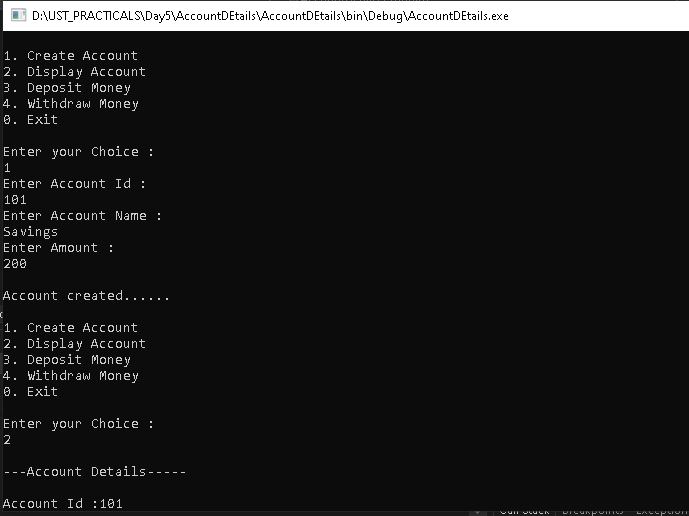 D:\UST_PRACTICALS\Day5\AccountDEtails\AccountDEtails\bin\Debug\AccountDEtails.exe
1. Create Account
2. Display Account
3. Deposit Money
4. Withdraw Money
0. Exit
Enter your Choice :
1
Enter Account Id :
101
Enter Account Name :
Savings
Enter Amount :
200
Account created......
1. Create Account
2. Display Account
3. Deposit Money
4. Withdraw Money
0. Exit
Enter your Choice :
2
---Account Details-----
Account Id :101
Call Stack Breakpoints Exception